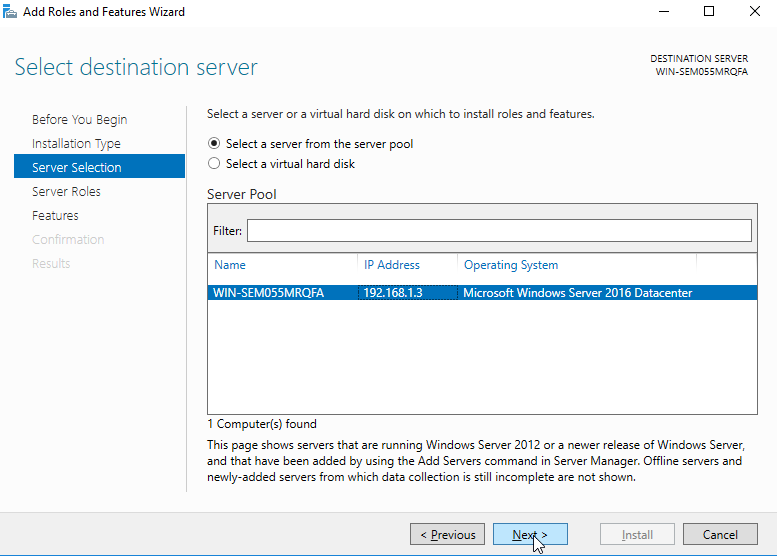 Add Roles and Features Wizard
Select destination server
DESTINATION SERVER
WIN-SEM055MRQFA
Before You Begin
Installation Type
Server Selection
Server Roles
Features
Confirmation
Results
Select a server or a virtual hard disk on which to install roles and features.
Select a server from the server pool
Select a virtual hard disk
Server Pool
Filter:
Name IP Address Operating System
WIN-SEM055MRQFA 192.168.1.3 Microsoft Windows Server 2016 Datacenter
1 Computer(s) found
This page shows servers that are running Windows Server 2012 or a newer release of Windows Server,
and that have been added by using the Add Servers command in Server Manager. Offline servers and
newly-added servers from which data collection is still incomplete are not shown.
< Previous Next > Install Cancel